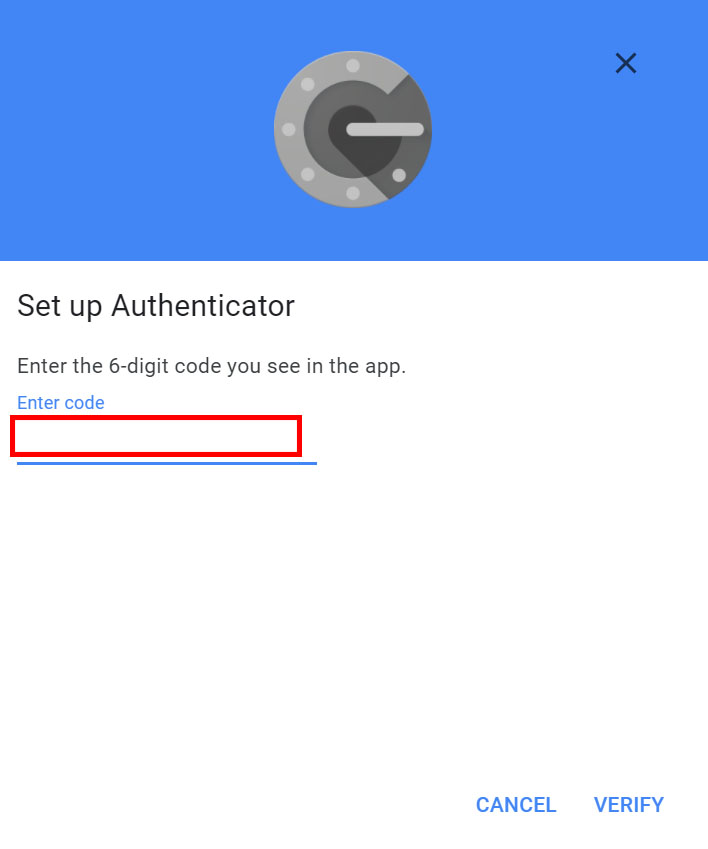 Set up Authenticator
Enter the 6-digit code you see in the app.
Enter code
CANCEL VERIFY